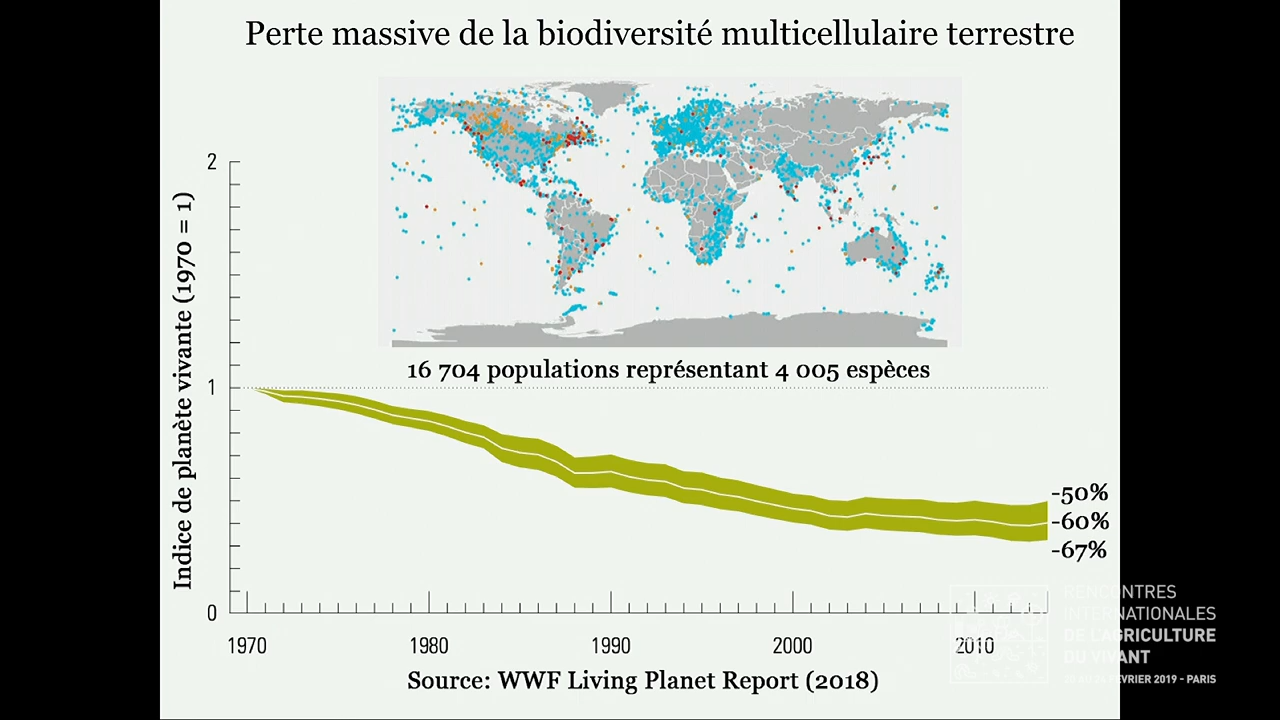 Perte massive de la biodiversité multicellulaire terrestre
Indice de planète vivante (1970 = 1)
2
1
0
16 704 populations représentant 4 005 espèces
-50%
-60%
-67%
1970
1980
1990
2000
2010
Source: WWF Living Planet Report (2018)
RENCONTRES
INTERNATIONALES
DE L'AGRICULTURE
DU VIVANT
FÉVRIER 2019 - PARIS